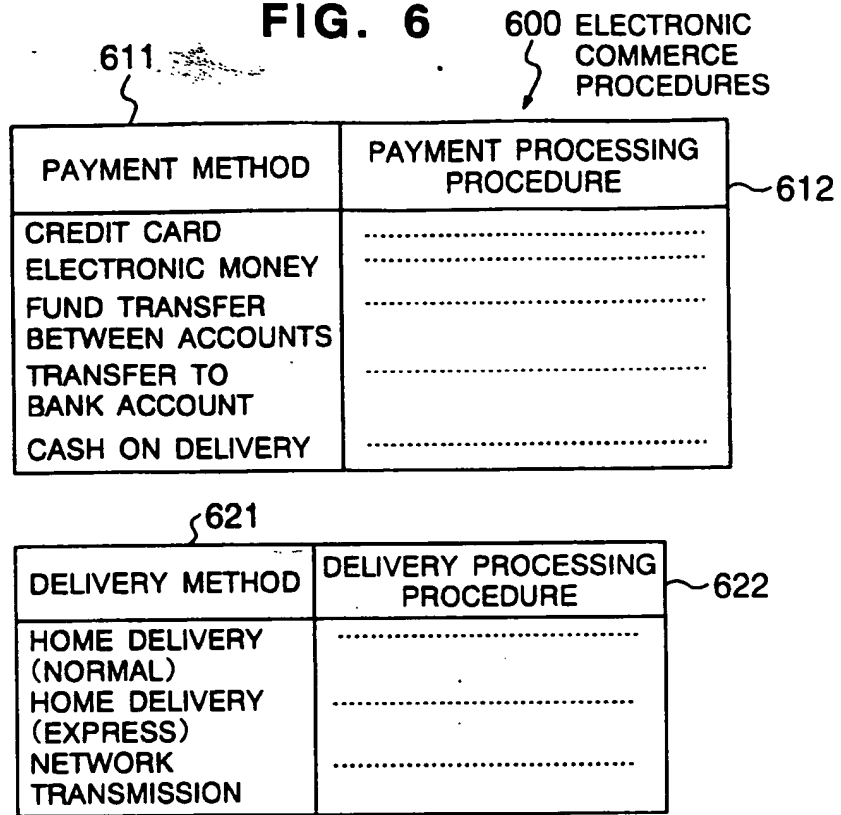 FIG. 6
600 ELECTRONIC
COMMERCE
PROCEDURES
611
PAYMENT METHOD
PAYMENT PROCESSING
PROCEDURE
612
CREDIT CARD
ELECTRONIC MONEY
FUND TRANSFER
BETWEEN ACCOUNTS
TRANSFER TO
BANK ACCOUNT
CASH ON DELIVERY
621
DELIVERY METHOD
DELIVERY PROCESSING
PROCEDURE
622
HOME DELIVERY
(NORMAL)
HOME DELIVERY
(EXPRESS)
NETWORK
TRANSMISSION